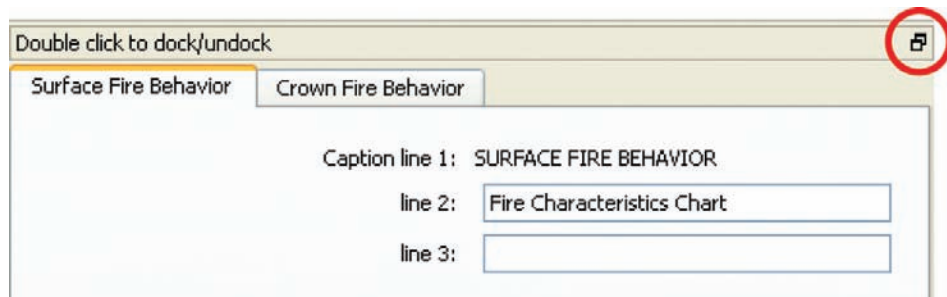 Double click to dock/undock
Surface Fire Behavior Crown Fire Behavior
Caption line 1: SURFACE FIRE BEHAVIOR
line 2: Fire Characteristics Chart
line 3: